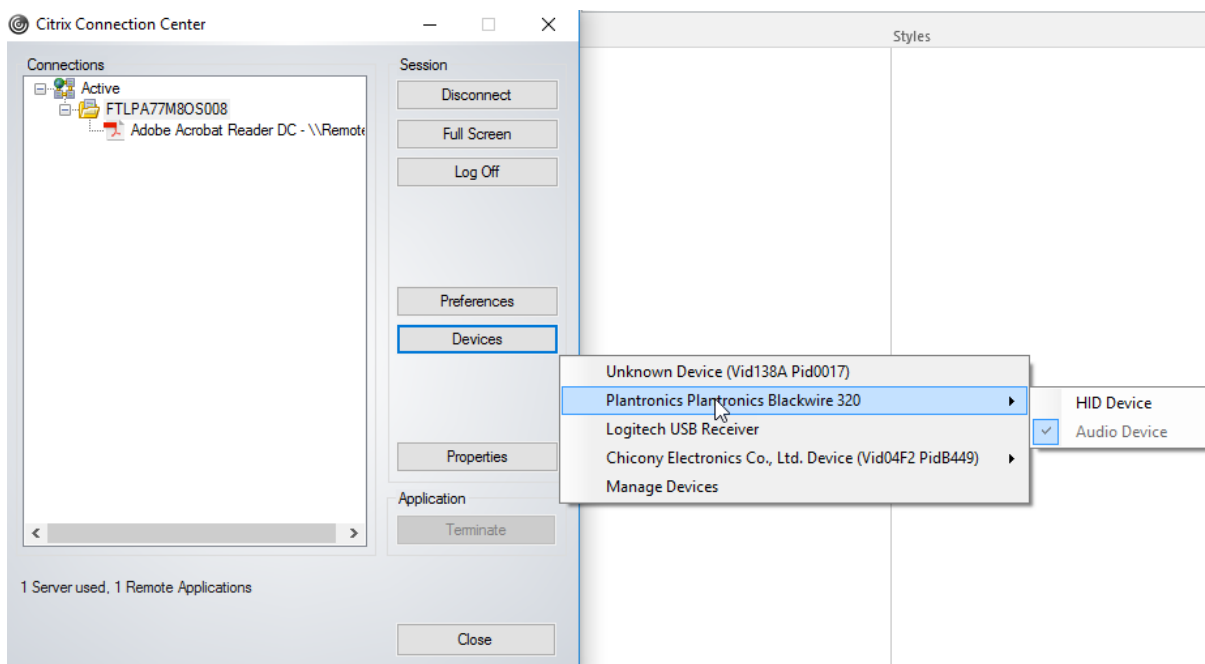 Citrix Connection Center
Styles
Connections
Active
FTLPA77M8OS008
Adobe Acrobat Reader DC - \\Remote
Session
Disconnect
Full Screen
Log Off
Preferences
Devices
Properties
Application
Terminate
Unknown Device (Vid138A Pid0017)
Plantronics Plantronics Blackwire 320
Logitech USB Receiver
Chicony Electronics Co., Ltd. Device (Vid04F2 PidB449)
Manage Devices
HID Device
Audio Device
1 Server used, 1 Remote Applications
Close